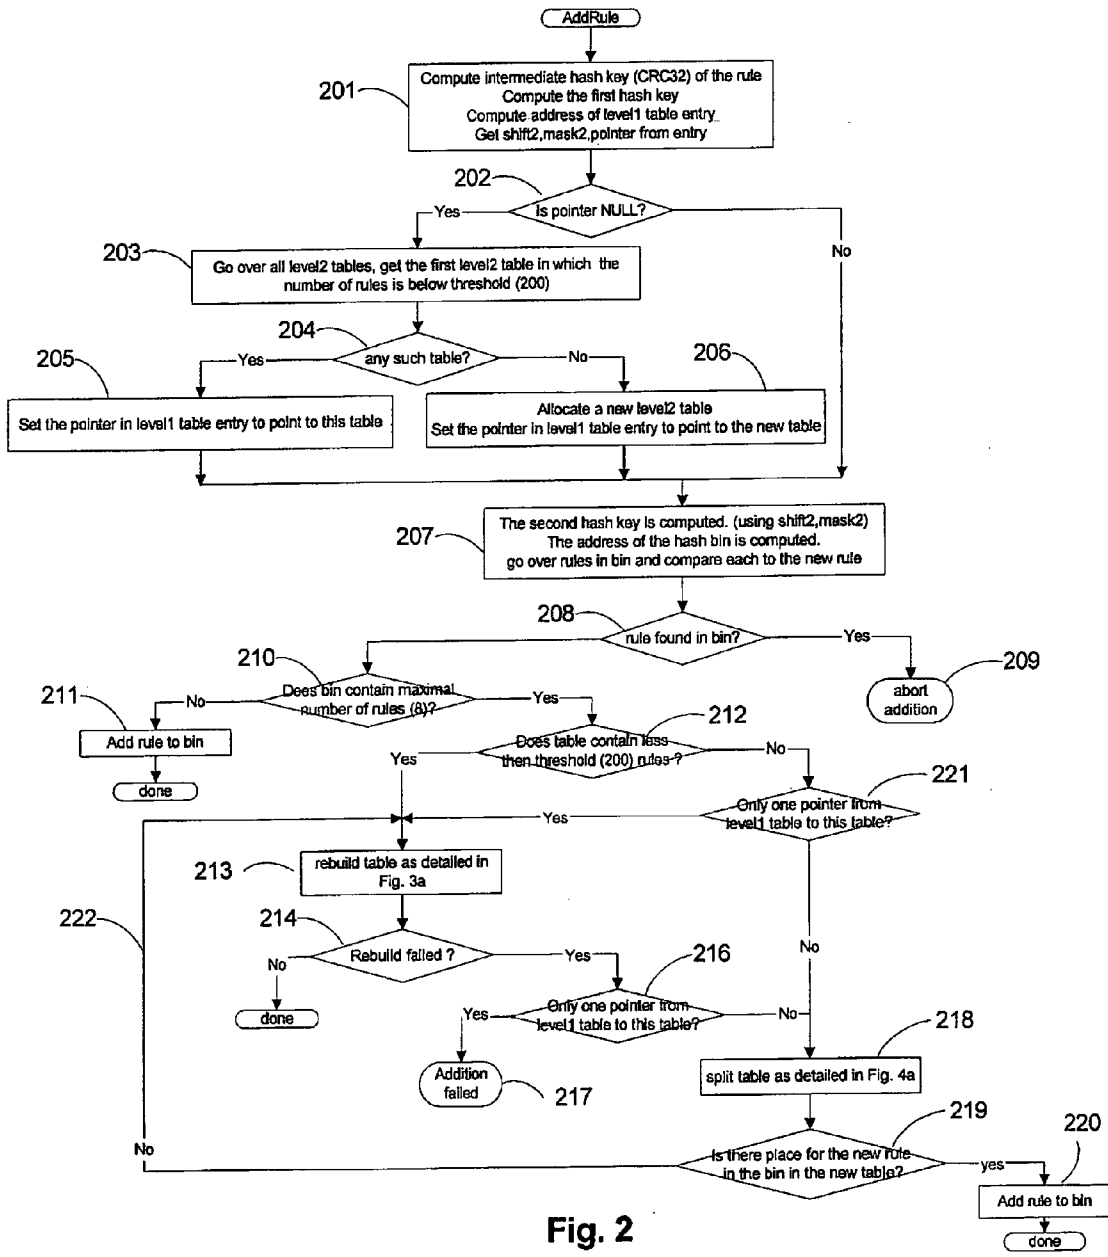 AddRule
201
Compute intermediate hash key (CRC32) of the rule
Compute the first hash key
Compute address of level1 table entry
Get shift2,mask2,pointer from entry
202
Is pointer NULL?
Yes
No
203
Go over all level2 tables, get the first level2 table in which the
number of rules is below threshold (200)
204
any such table?
Yes
No
205
206
Set the pointer in level1 table entry to point to this table
Allocate a new level2 table
Set the pointer in level1 table entry to point to the new table
207
The second hash key is computed. (using shift2,mask2)
The address of the hash bin is computed.
go over rules in bin and compare each to the new rule
208
rule found in bin?
Yes
209
abort
addition
210
Does bin contain maximal
number of rules (8)?
No
Yes
211
Add rule to bin
done
212
Does table contain less
then threshold (200) rules ?
Yes
No
221
Only one pointer from
level1 table to this table?
Yes
No
213
rebuild table as detailed in
Fig. 3a
222
214
Rebuild failed ?
No
Yes
done
216
Only one pointer from
level1 table to this table?
Yes
No
Addition
failed
217
218
split table as detailed in Fig. 4a
219
Is there place for the new rule
in the bin in the new table?
No
yes
220
Add rule to bin
done
Fig. 2